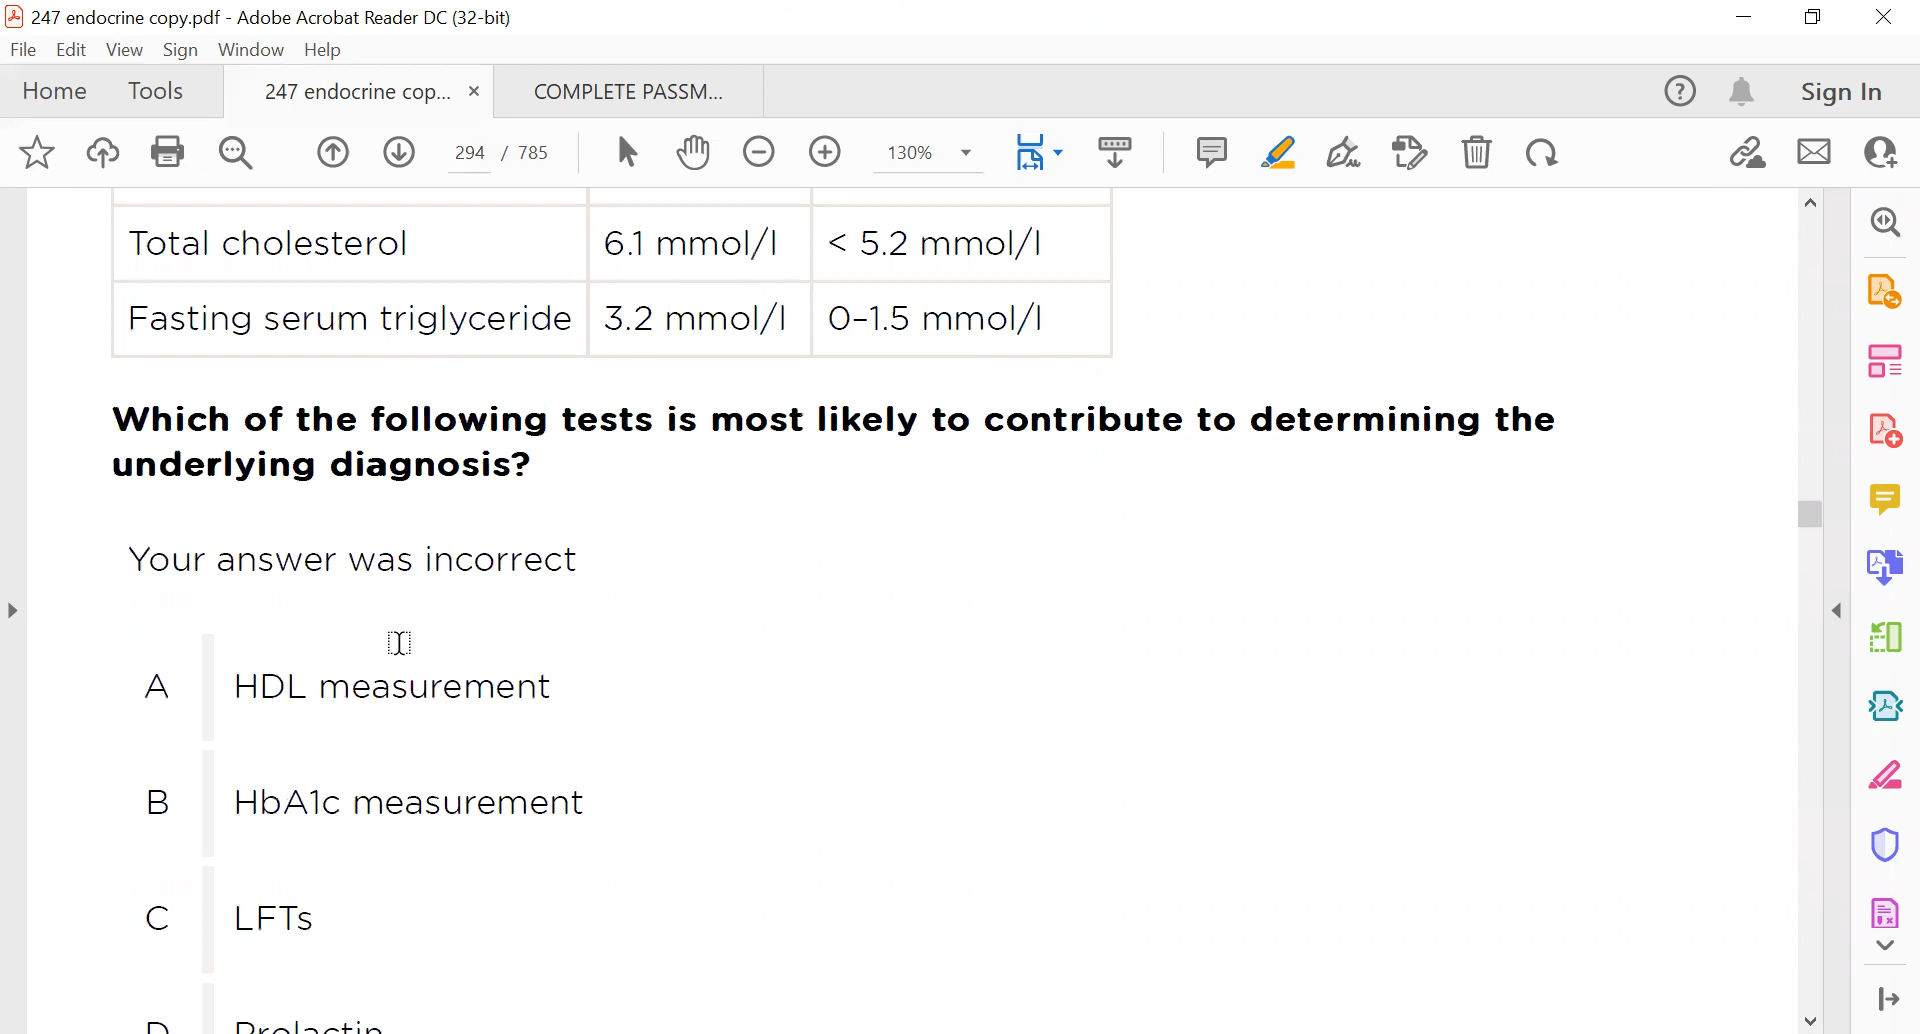 247 endocrine copy.pdf - Adobe Acrobat Reader DC (32-bit)
File Edit View Sign Window Help
Home Tools 247 endocrine cop... × COMPLETE PASSM... Sign In
294 / 785 130%
Total cholesterol 6.1 mmol/l < 5.2 mmol/l
Fasting serum triglyceride 3.2 mmol/l 0–1.5 mmol/l
Which of the following tests is most likely to contribute to determining the
underlying diagnosis?
Your answer was incorrect
A HDL measurement
B HbA1c measurement
C LFTs
D Prolactin